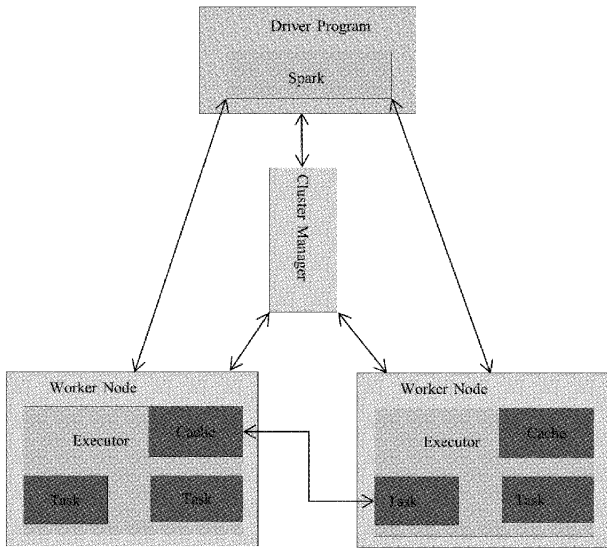 Driver Program
Spark
Cluster Manager
Worker Node
Executor
Cache
Task
Task
Worker Node
Executor
Cache
Task
Task